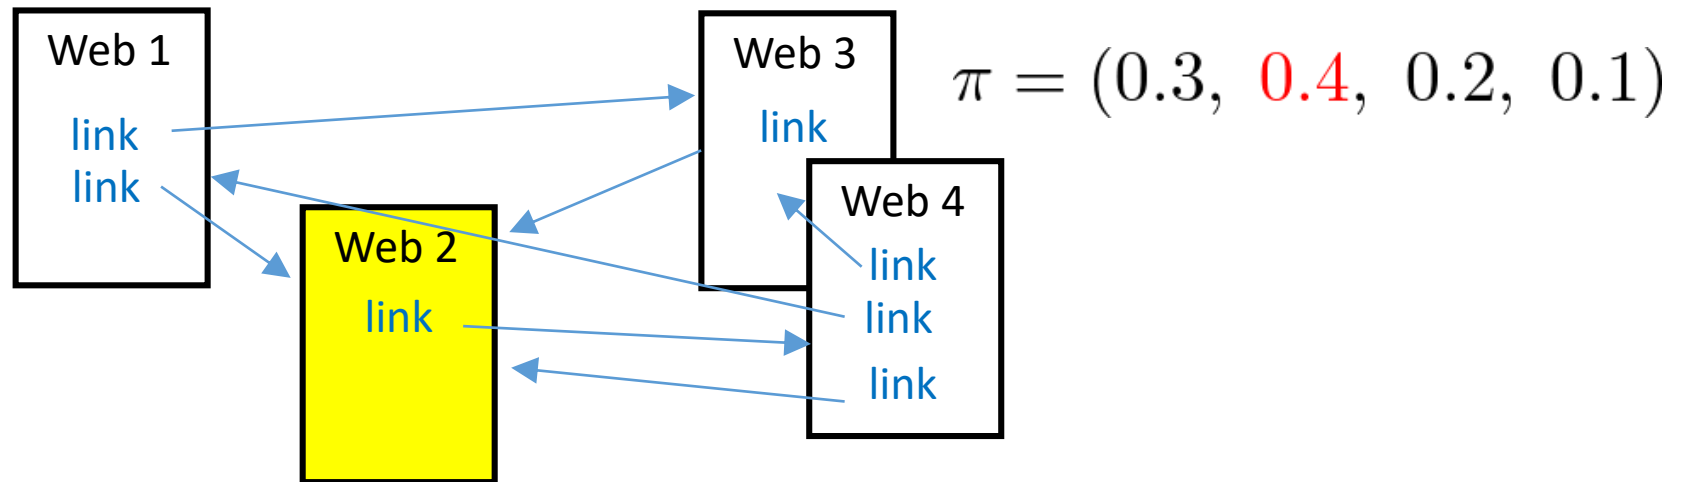 Web 1
link
link
Web 2
link
Web 3
link
Web 4
link
link
link
π = (0.3, 0.4, 0.2, 0.1)